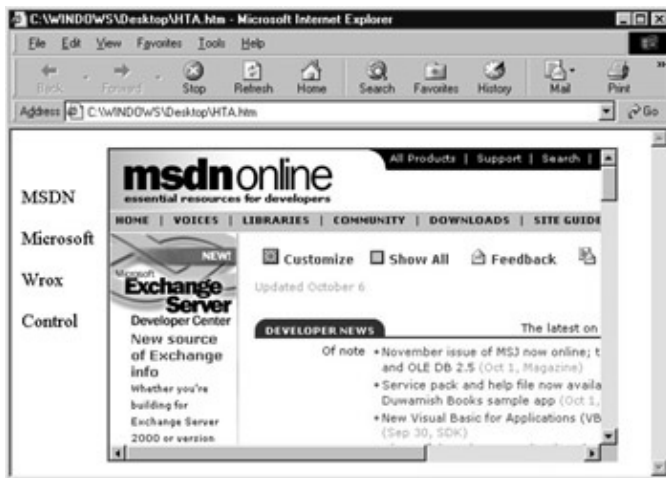 C:\WINDOWS\Desktop\HTA.htm - Microsoft Internet Explorer
File Edit View Favorites Tools Help
Back Forward Stop Refresh Home Search Favorites History Mail Print »
Address C:\WINDOWS\Desktop\HTA.htm Go
All Products | Support | Search |
msdn online
essential resources for developers
HOME | VOICES | LIBRARIES | COMMUNITY | DOWNLOADS | SITE GUIDE
MSDN
Microsoft
Wrox
Control
NEW!
Microsoft
Exchange
Server
Developer Center
New source
of Exchange
info
Whether you're
building for
Exchange Server
2000 or version
Customize Show All Feedback
Updated October 6
DEVELOPER NEWS
The latest on
Of note • November issue of MSJ now online; t
and OLE DB 2.5 (Oct 1, Magazine)
• Service pack and help file now availa
Duwamish Books sample app (Oct 1,
• New Visual Basic for Applications (VB
(Sep 30, SDK)